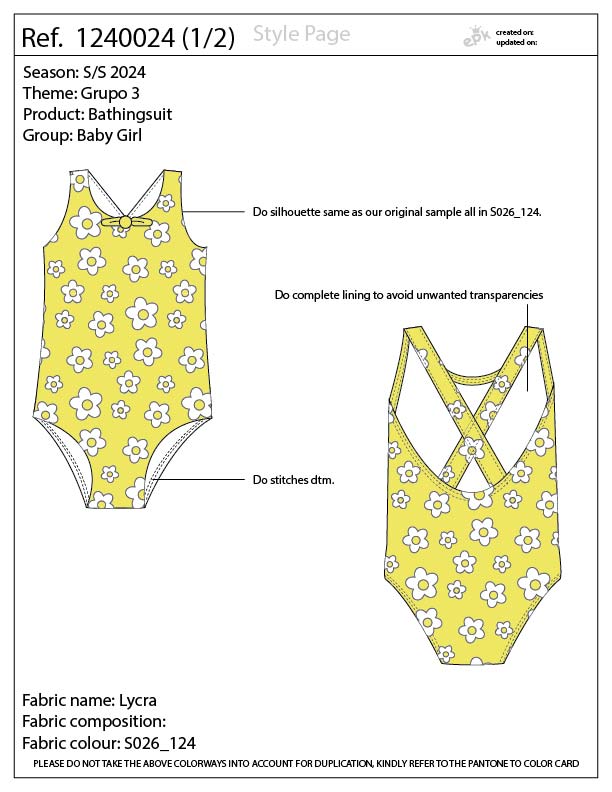 Ref. 1240024 (1/2) Style Page
epk created on:
updated on:
Season: S/S 2024
Theme: Grupo 3
Product: Bathingsuit
Group: Baby Girl
Do silhouette same as our original sample all in S026_124.
Do complete lining to avoid unwanted transparencies
Do stitches dtm.
Fabric name: Lycra
Fabric composition:
Fabric colour: S026_124
PLEASE DO NOT TAKE THE ABOVE COLORWAYS INTO ACCOUNT FOR DUPLICATION, KINDLY REFER TO THE PANTONE TO COLOR CARD